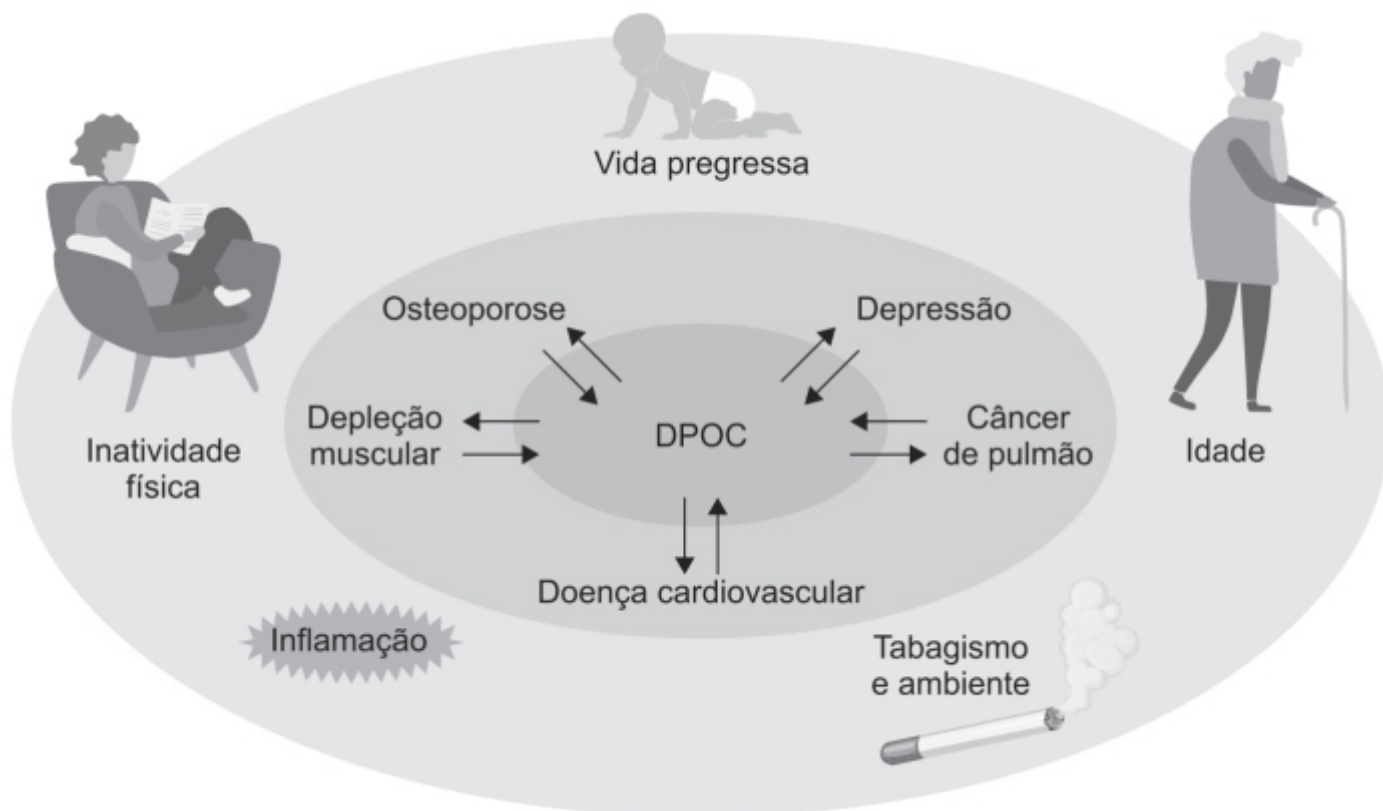 Vida pregressa
Osteoporose
Depressão
Depleção
muscular
DPOC
Câncer
de pulmão
Inatividade
física
Idade
Doença cardiovascular
Inflamação
Tabagismo
e ambiente